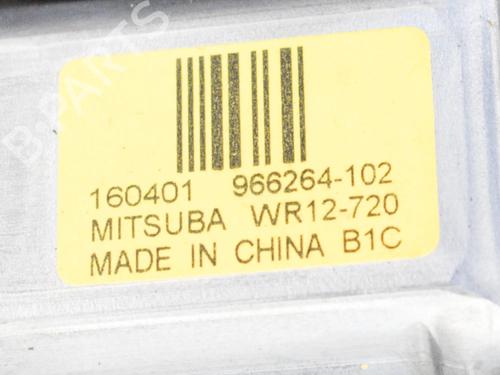 B-PARTS
160401 966264-102
MITSUBA WR12-720
MADE IN CHINA B1C